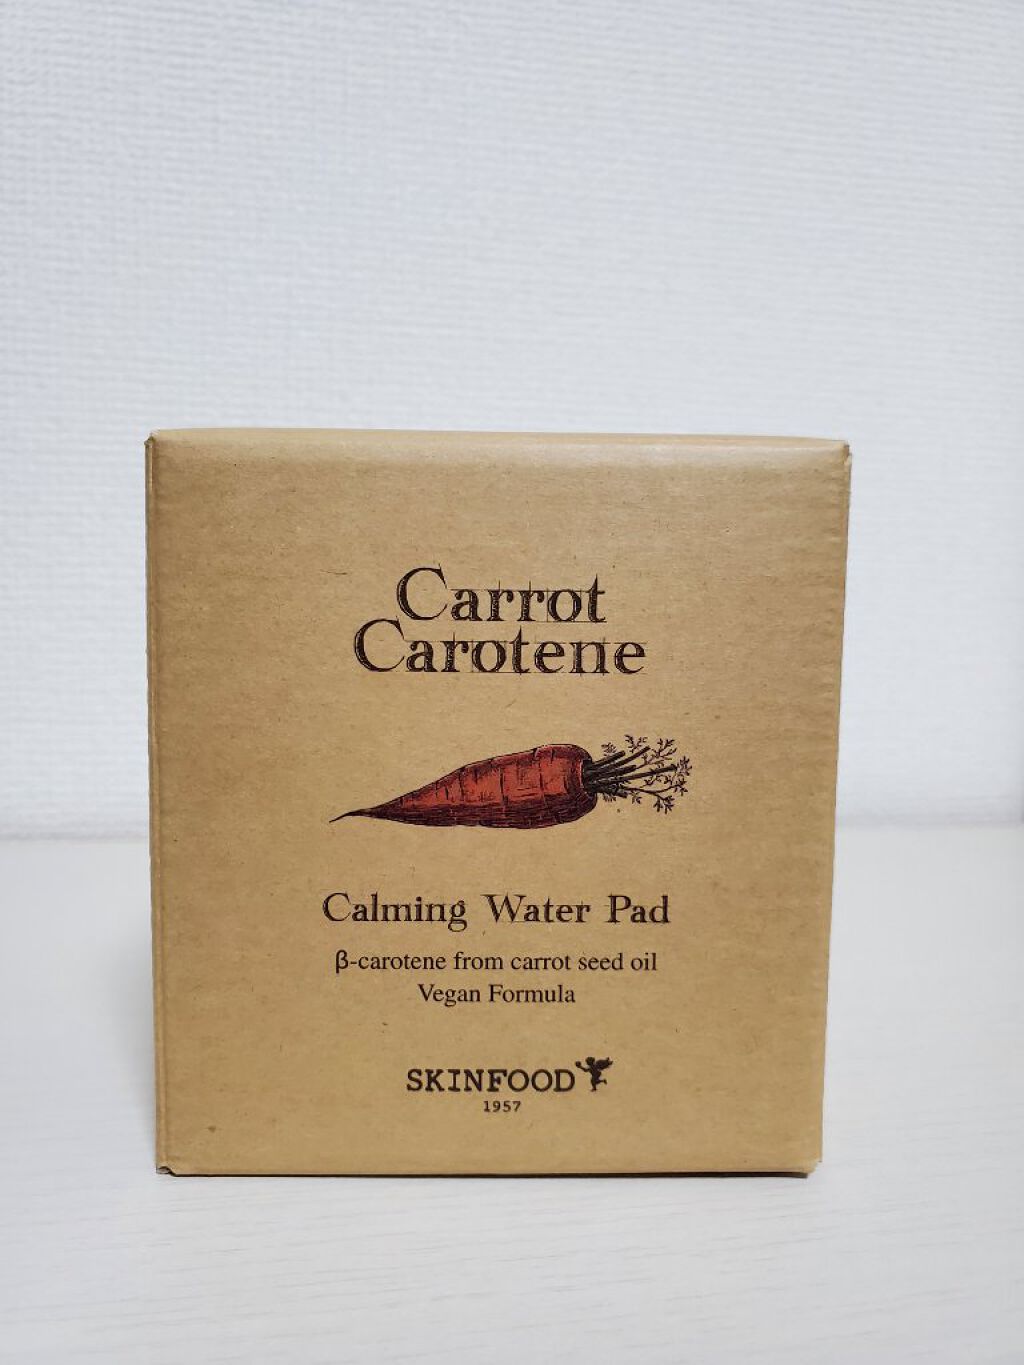 Carrot
Carotene
Calming Water Pad
β-carotene from carrot seed oil
Vegan Formula
SKINFOOD
1957